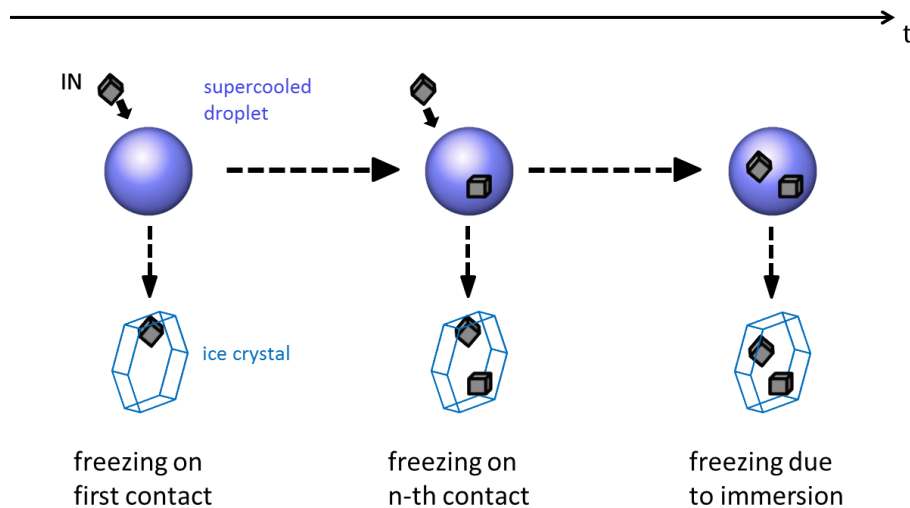 t
IN
supercooled
droplet
ice crystal
freezing on
first contact
freezing on
n-th contact
freezing due
to immersion